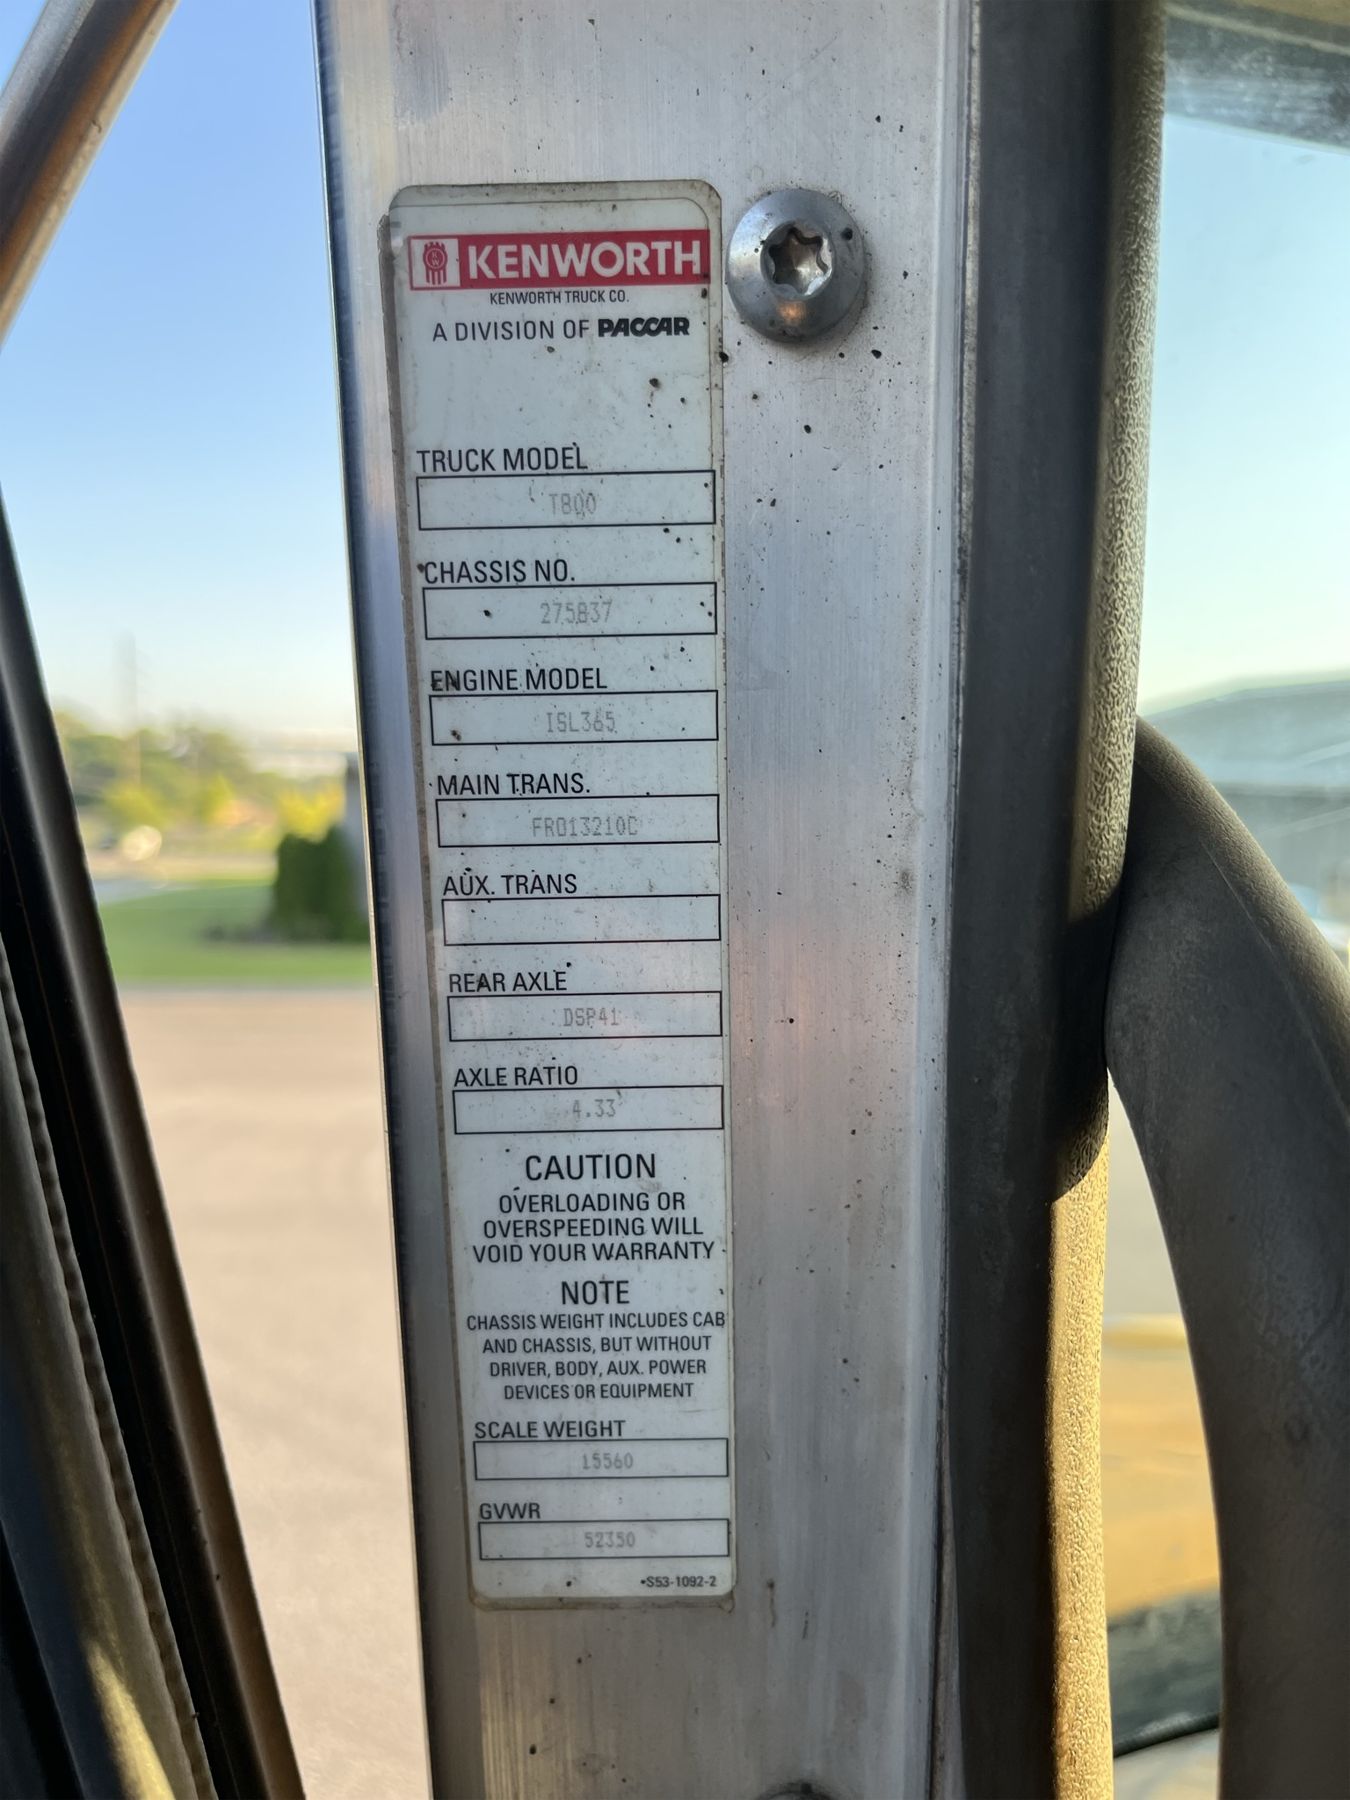 KENWORTH
KENWORTH TRUCK CO.
A DIVISION OF PACCAR
TRUCK MODEL
T800
CHASSIS NO.
275837
ENGINE MODEL
ISL365
MAIN TRANS.
FRO13210C
AUX. TRANS
REAR AXLE
DSP41
AXLE RATIO
4.33
CAUTION
OVERLOADING OR
OVERSPEEDING WILL
VOID YOUR WARRANTY
NOTE
CHASSIS WEIGHT INCLUDES CAB
AND CHASSIS, BUT WITHOUT
DRIVER, BODY, AUX. POWER
DEVICES OR EQUIPMENT
SCALE WEIGHT
15560
GVWR
52350
S53-1092-2